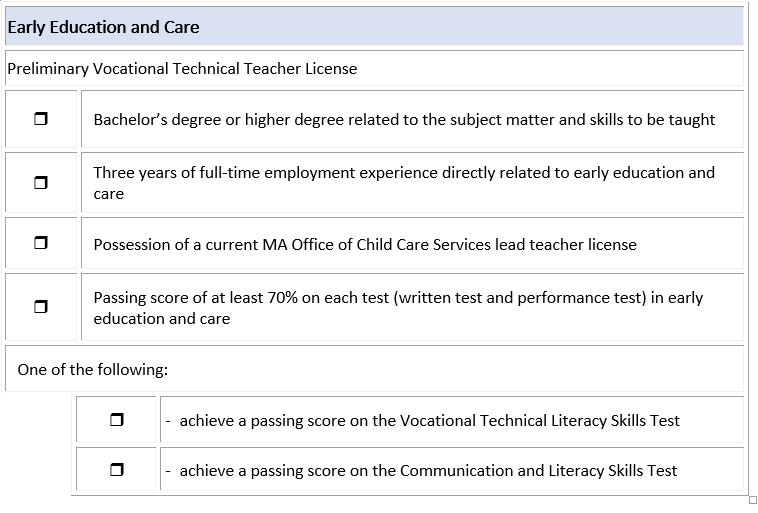 Early Education and Care
Preliminary Vocational Technical Teacher License
Bachelor’s degree or higher degree related to the subject matter and skills to be taught
Three years of full-time employment experience directly related to early education and
care
Possession of a current MA Office of Child Care Services lead teacher license
Passing score of at least 70% on each test (written test and performance test) in early
education and care
One of the following:
- achieve a passing score on the Vocational Technical Literacy Skills Test
- achieve a passing score on the Communication and Literacy Skills Test